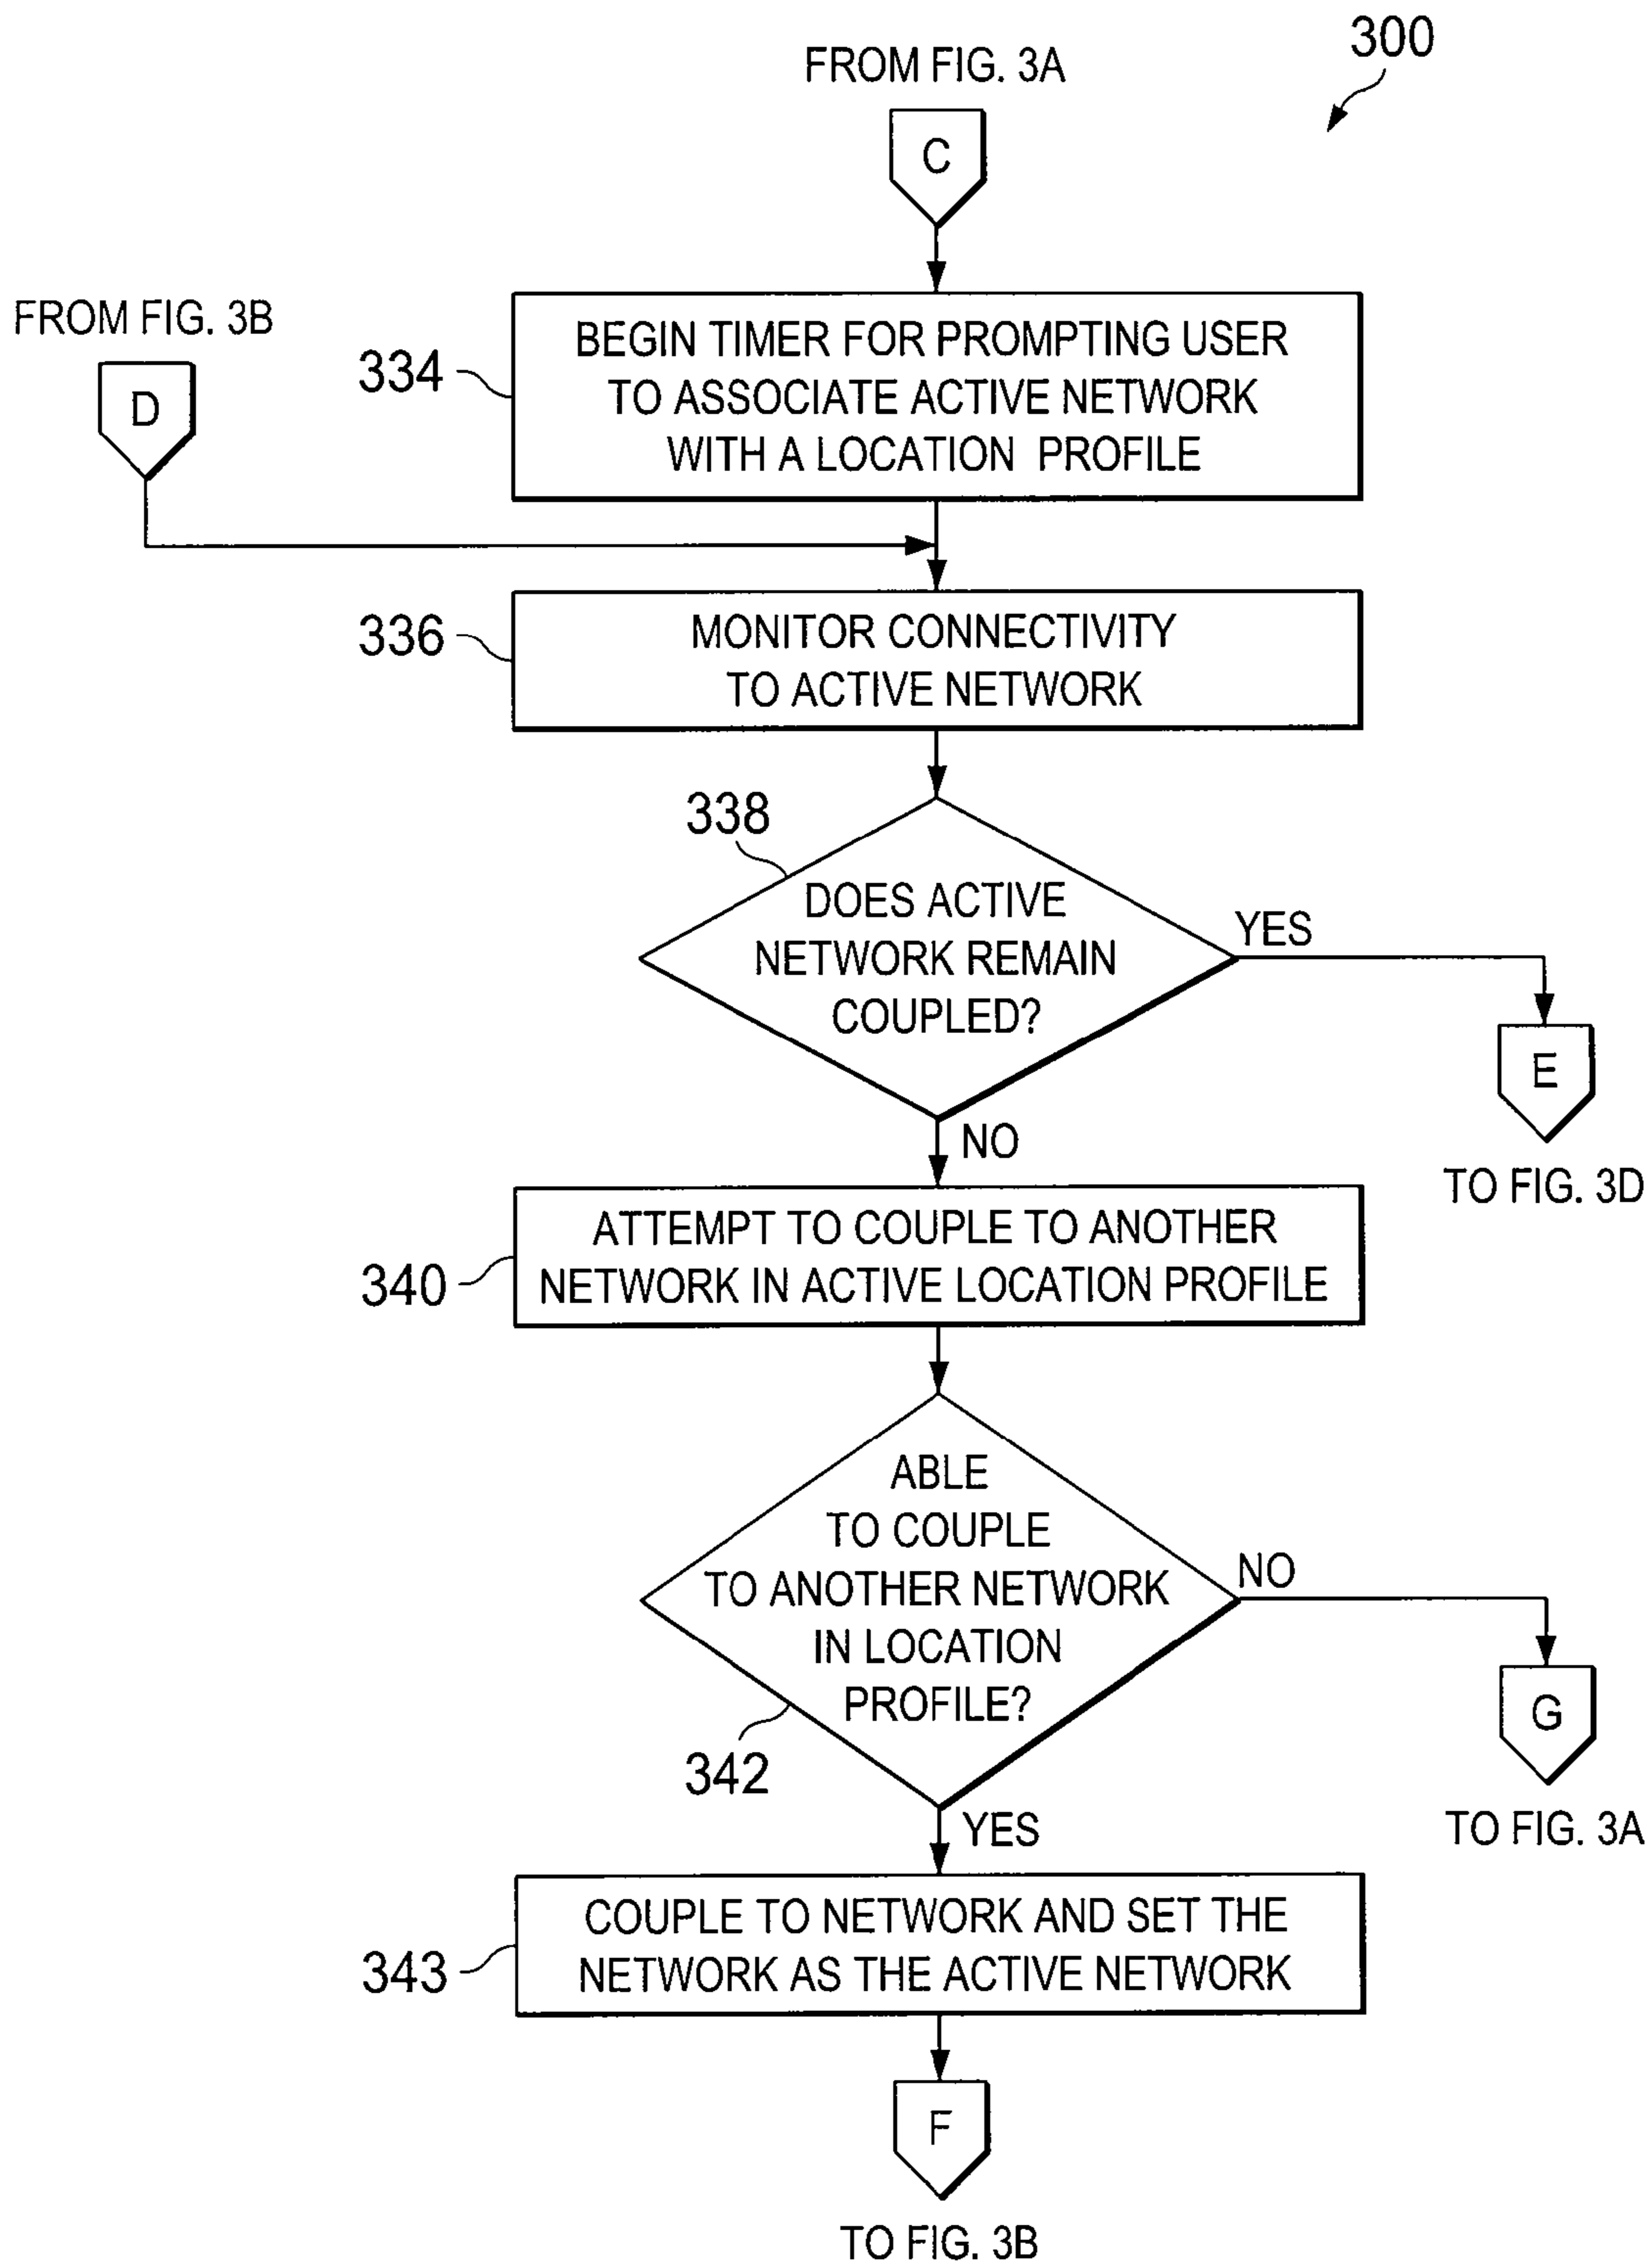 300
FROM FIG. 3A
C
FROM FIG. 3B
D
334
BEGIN TIMER FOR PROMPTING USER
TO ASSOCIATE ACTIVE NETWORK
WITH A LOCATION PROFILE
336
MONITOR CONNECTIVITY
TO ACTIVE NETWORK
338
DOES ACTIVE
NETWORK REMAIN
COUPLED?
YES
E
TO FIG. 3D
NO
340
ATTEMPT TO COUPLE TO ANOTHER
NETWORK IN ACTIVE LOCATION PROFILE
ABLE
TO COUPLE
TO ANOTHER NETWORK
IN LOCATION
PROFILE?
342
NO
G
TO FIG. 3A
YES
343
COUPLE TO NETWORK AND SET THE
NETWORK AS THE ACTIVE NETWORK
F
TO FIG. 3B